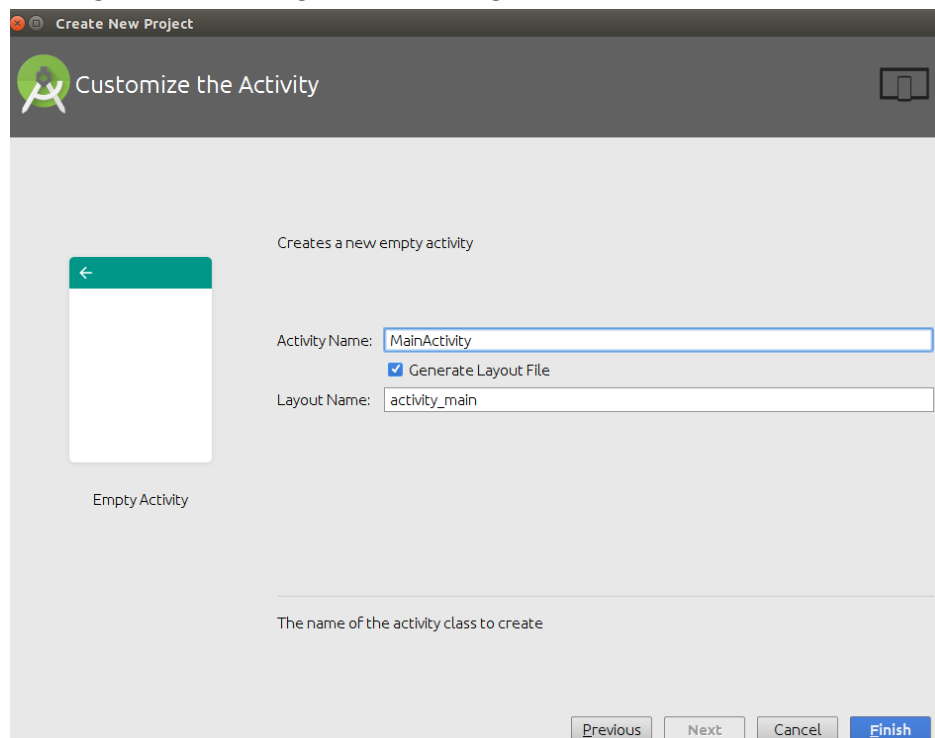 Create New Project
Customize the Activity
Creates a new empty activity
Activity Name: MainActivity
Generate Layout File
Layout Name: activity_main
Empty Activity
The name of the activity class to create
Previous Next Cancel Finish